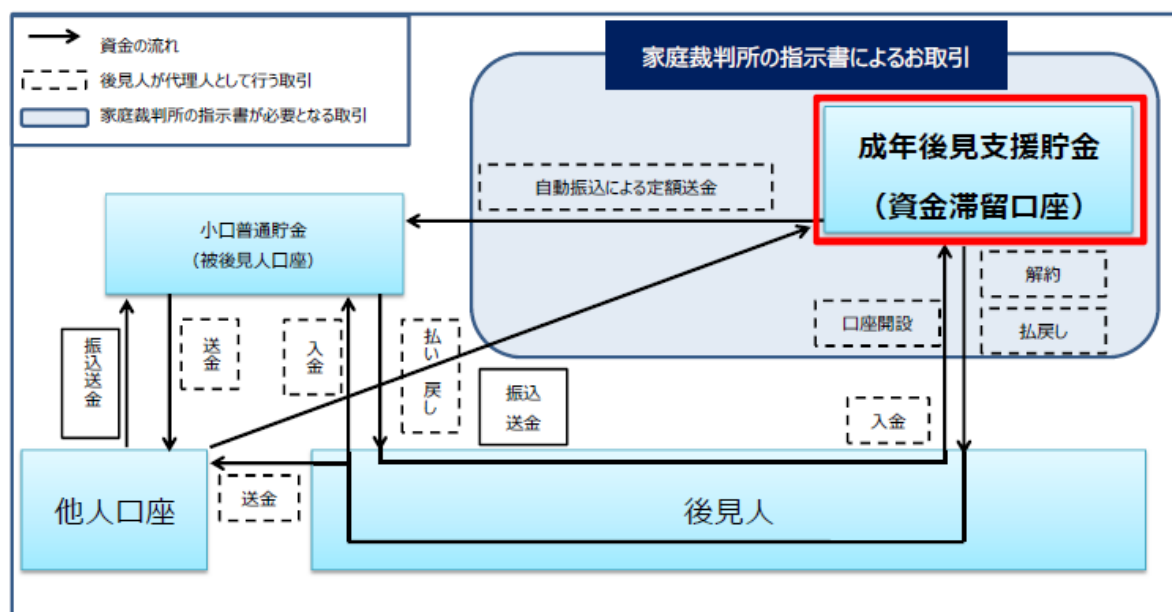 資金の流れ
後見人が代理人として行う取引
家庭裁判所の指示書が必要となる取引
家庭裁判所の指示書によるお取引
成年後見支援貯金
（資金滞留口座）
自動振込による定額送金
小口普通貯金
（被後見人口座）
解約
口座開設
払戻し
振込送金
送金
入金
払い戻し
振込
送金
入金
送金
他人口座
後見人